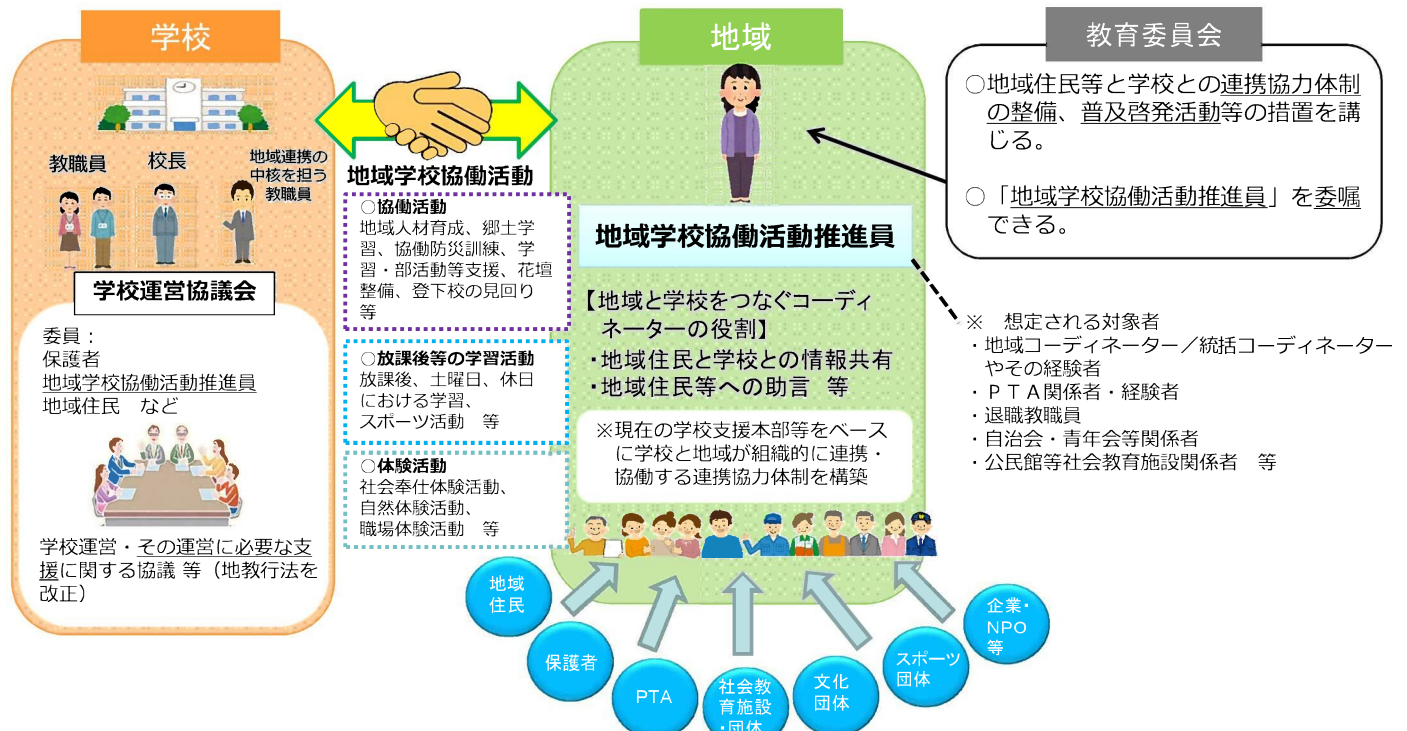 学校
教職員
校長
地域連携の
中核を担う
教職員
学校運営協議会
委員：
保護者
地域学校協働活動推進員
地域住民　など
学校運営・その運営に必要な支
援に関する協議 等（地教行法を
改正）
地域学校協働活動
○協働活動
地域人材育成、郷土学
習、協働防災訓練、学
習・部活動等支援、花壇
整備、登下校の見回り
等
○放課後等の学習活動
放課後、土曜日、休日
における学習、
スポーツ活動　等
○体験活動
社会奉仕体験活動、
自然体験活動、
職場体験活動　等
地域
地域学校協働活動推進員
【地域と学校をつなぐコーディ
ネーターの役割】
・地域住民と学校との情報共有
・地域住民等への助言　等
※現在の学校支援本部等をベース
に学校と地域が組織的に連携・
協働する連携協力体制を構築
地域
住民
保護者
PTA
社会教
育施設
・団体
文化
団体
スポーツ
団体
企業・
NPO
等
教育委員会
○地域住民等と学校との連携協力体制
の整備、普及啓発活動等の措置を講
じる。
○「地域学校協働活動推進員」を委嘱
できる。
※　想定される対象者
・地域コーディネーター／統括コーディネーター
やその経験者
・ＰＴＡ関係者・経験者
・退職教職員
・自治会・青年会等関係者
・公民館等社会教育施設関係者　等